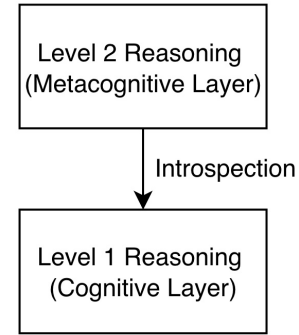 Level 2 Reasoning
(Metacognitive Layer)
Introspection
Level 1 Reasoning
(Cognitive Layer)